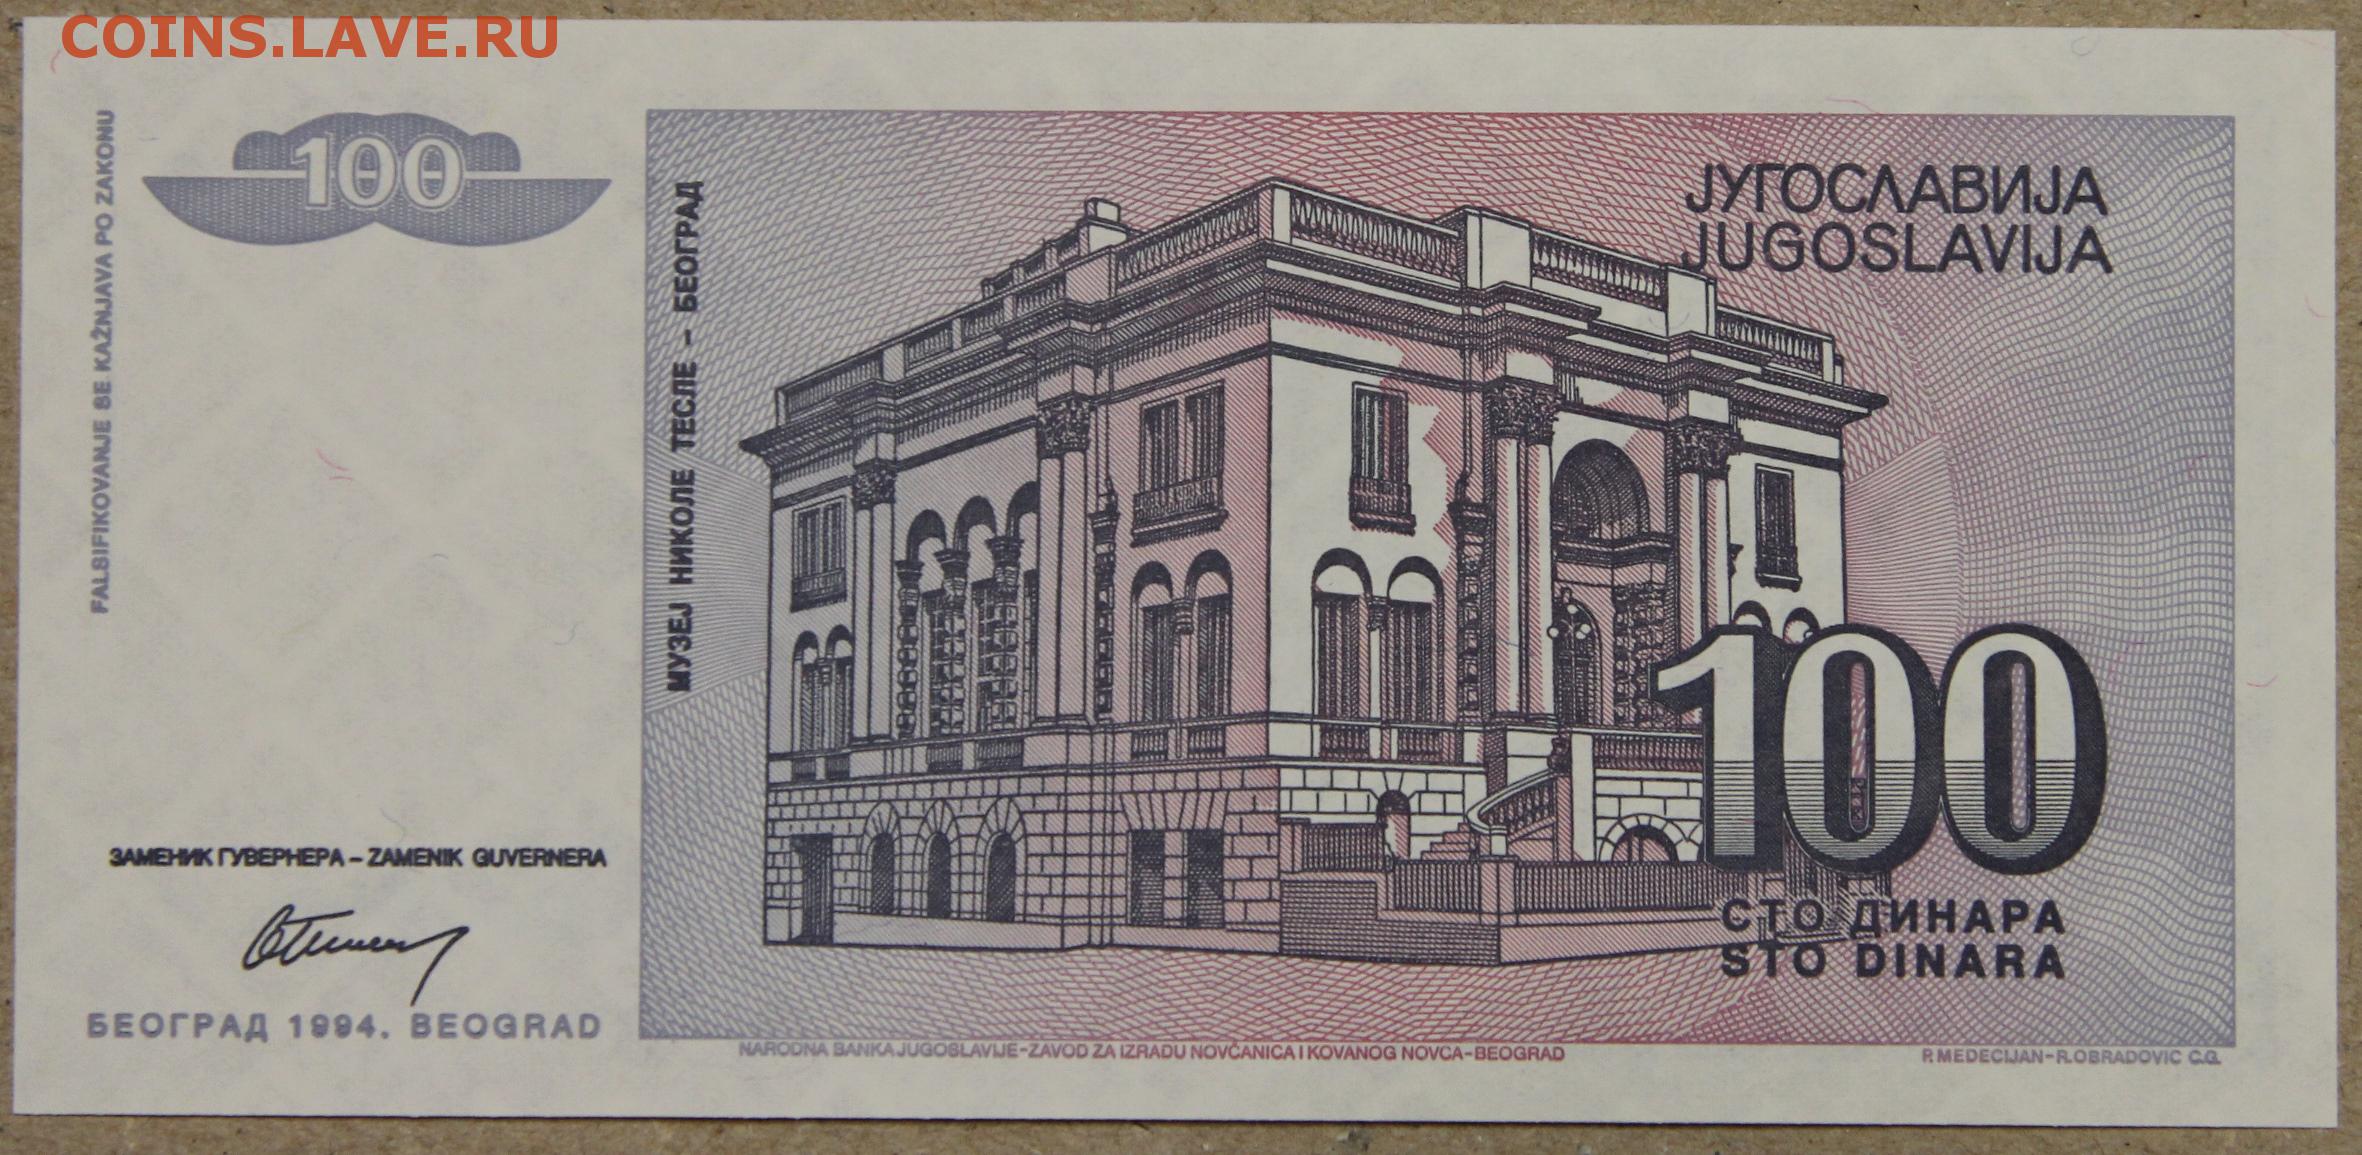 COINS.LAVE.RU
FALSIFIKOVANJE SE KAŽNJAVA PO ZAKONU
100
МУЗЕЈ НИКОЛЕ ТЕСЛЕ – БЕОГРАД
ЈУГОСЛАВИЈА
JUGOSLAVIJA
100
СТО ДИНАРА
STO DINARA
ЗАМЕНИК ГУВЕРНЕРА – ZAMENIK GUVERNERA
БЕОГРАД 1994. BEOGRAD
NARODNA BANKA JUGOSLAVIJE-ZAVOD ZA IZRADU NOVČANICA I KOVANOG NOVCA-BEOGRAD
P. MEDECIJAN-R. OBRADOVIĆ C.G.